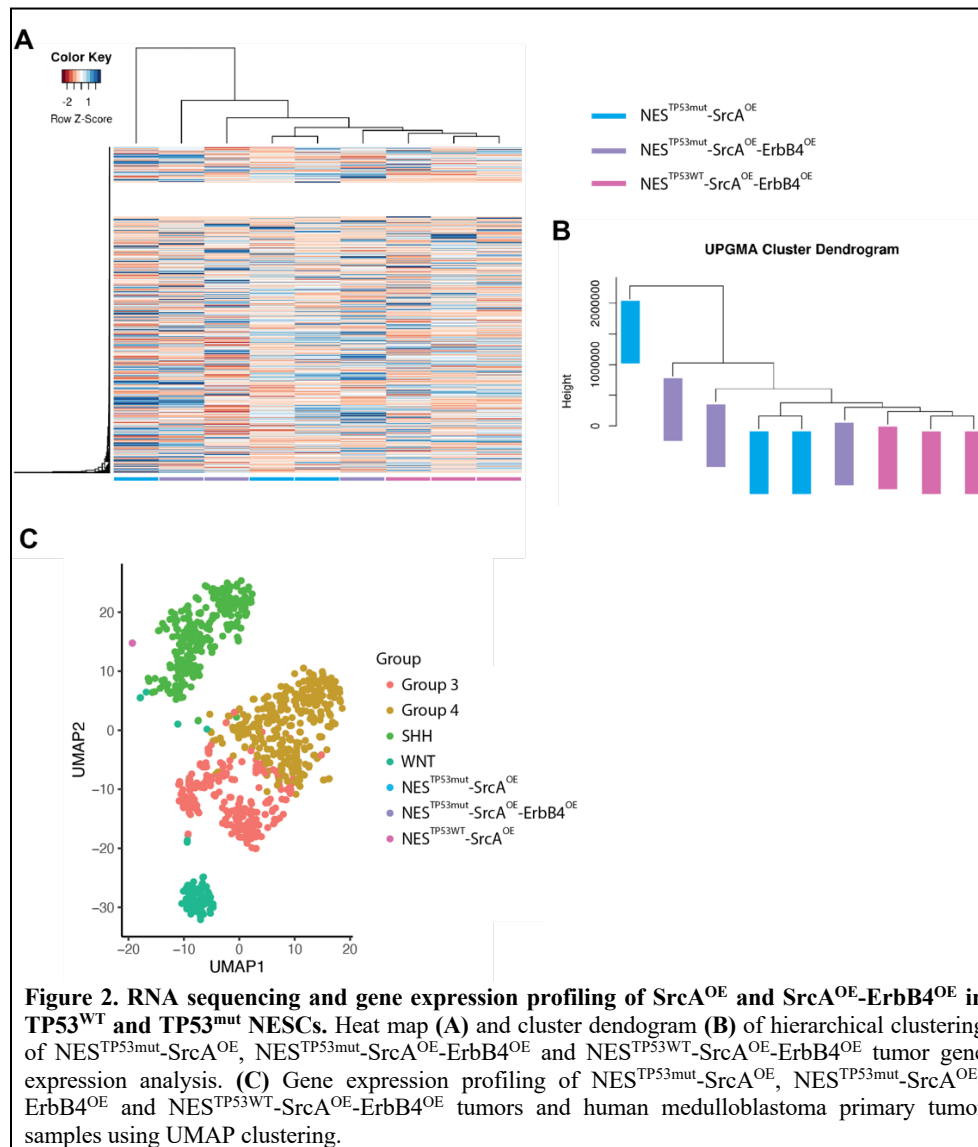 A
Color Key
-2 1
Row Z-Score
NES^TP53mut-SrcA^OE
NES^TP53mut-SrcA^OE-ErbB4^OE
NES^TP53WT-SrcA^OE-ErbB4^OE
B
UPGMA Cluster Dendrogram
Height
2000000
1000000
0
C
UMAP2
20
10
0
-10
-20
-30
-20 -10 0 10 20
UMAP1
Group
Group 3
Group 4
SHH
WNT
NES^TP53mut-SrcA^OE
NES^TP53mut-SrcA^OE-ErbB4^OE
NES^TP53WT-SrcA^OE
Figure 2. RNA sequencing and gene expression profiling of SrcA^OE and SrcA^OE-ErbB4^OE in
TP53^WT and TP53^mut NESCs. Heat map (A) and cluster dendogram (B) of hierarchical clustering
of NES^TP53mut-SrcA^OE, NES^TP53mut-SrcA^OE-ErbB4^OE and NES^TP53WT-SrcA^OE-ErbB4^OE tumor gene
expression analysis. (C) Gene expression profiling of NES^TP53mut-SrcA^OE, NES^TP53mut-SrcA^OE
ErbB4^OE and NES^TP53WT-SrcA^OE-ErbB4^OE tumors and human medulloblastoma primary tumo
samples using UMAP clustering.